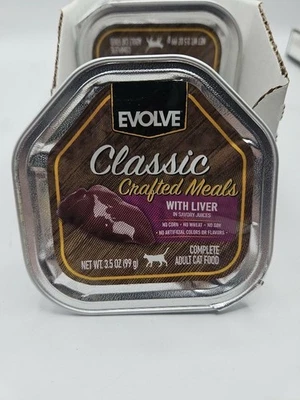 EVOLVE
Classic
Crafted Meals
WITH LIVER
IN SAVORY JUICES
NO CORN • NO WHEAT • NO SOY
• NO ARTIFICIAL COLORS OR FLAVORS •
COMPLETE
ADULT CAT FOOD
NET WT. 3.5 OZ (99 g)